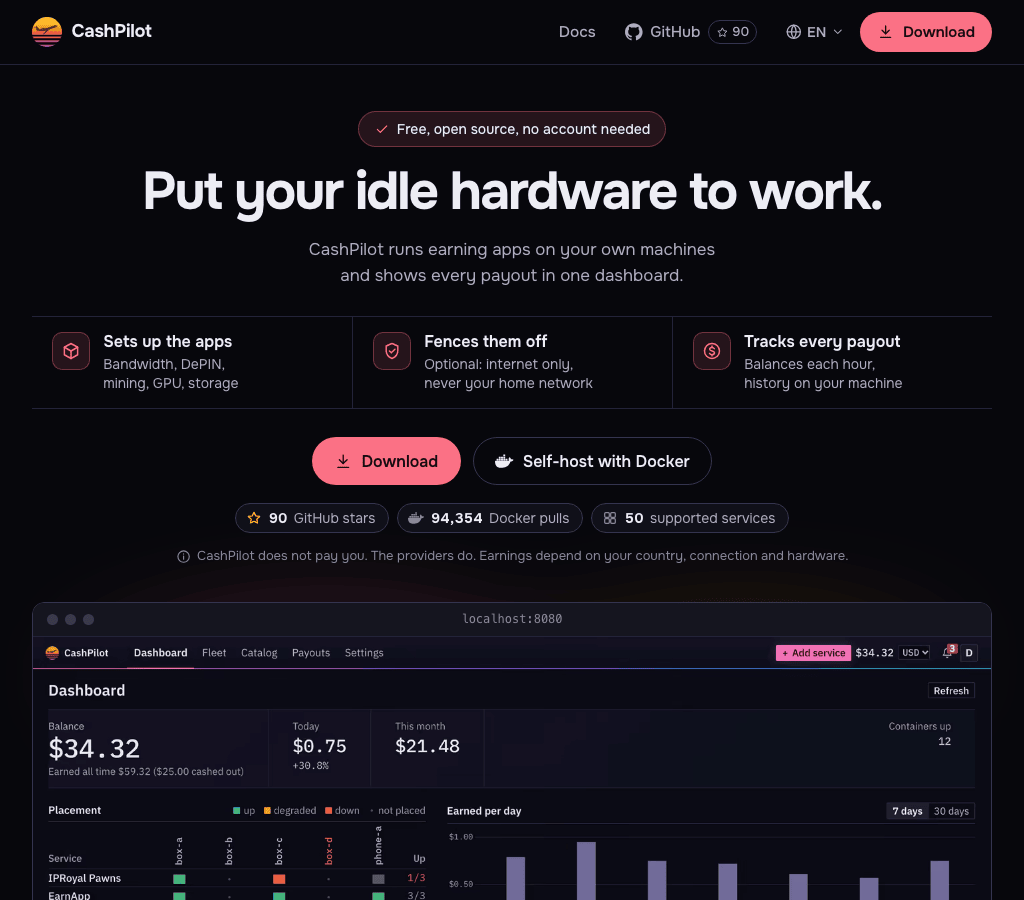 CashPilot
Docs
GitHub
90
EN
Download
Free, open source, no account needed
Put your idle hardware to work.
CashPilot runs earning apps on your own machines
and shows every payout in one dashboard.
Sets up the apps
Bandwidth, DePIN,
mining, GPU, storage
Fences them off
Optional: internet only,
never your home network
Tracks every payout
Balances each hour,
history on your machine
Download
Self-host with Docker
90 GitHub stars
94,354 Docker pulls
50 supported services
CashPilot does not pay you. The providers do. Earnings depend on your country, connection and hardware.
localhost:8080
CashPilot
Dashboard
Fleet
Catalog
Payouts
Settings
+ Add service
$34.32
USD
3
D
Dashboard
Refresh
Balance
$34.32
Earned all time $59.32 ($25.00 cashed out)
Today
$0.75
+30.8%
This month
$21.48
Containers up
12
Placement
up
degraded
down
not placed
Service
box-a
box-b
box-c
box-d
phone-a
Up
IPRoyal Pawns
1/3
EarnApp
3/3
Earned per day
7 days
30 days
$1.00
$0.50